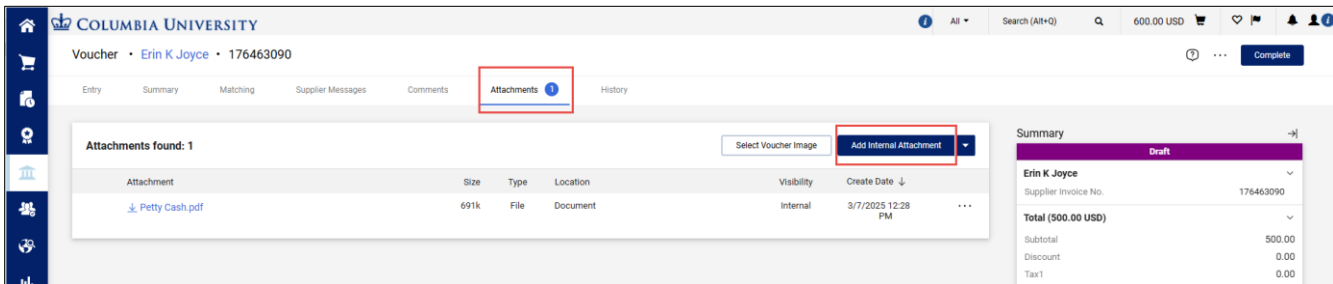 COLUMBIA UNIVERSITY
All
Search (Alt+Q)
600.00 USD
Voucher • Erin K Joyce • 176463090
Complete
Entry Summary Matching Supplier Messages Comments Attachments 1 History
Attachments found: 1
Select Voucher Image
Add Internal Attachment
Attachment Size Type Location Visibility Create Date
Petty Cash.pdf 691k File Document Internal 3/7/2025 12:28
PM
Summary
Draft
Erin K Joyce
Supplier Invoice No. 176463090
Total (500.00 USD)
Subtotal 500.00
Discount 0.00
Tax1 0.00